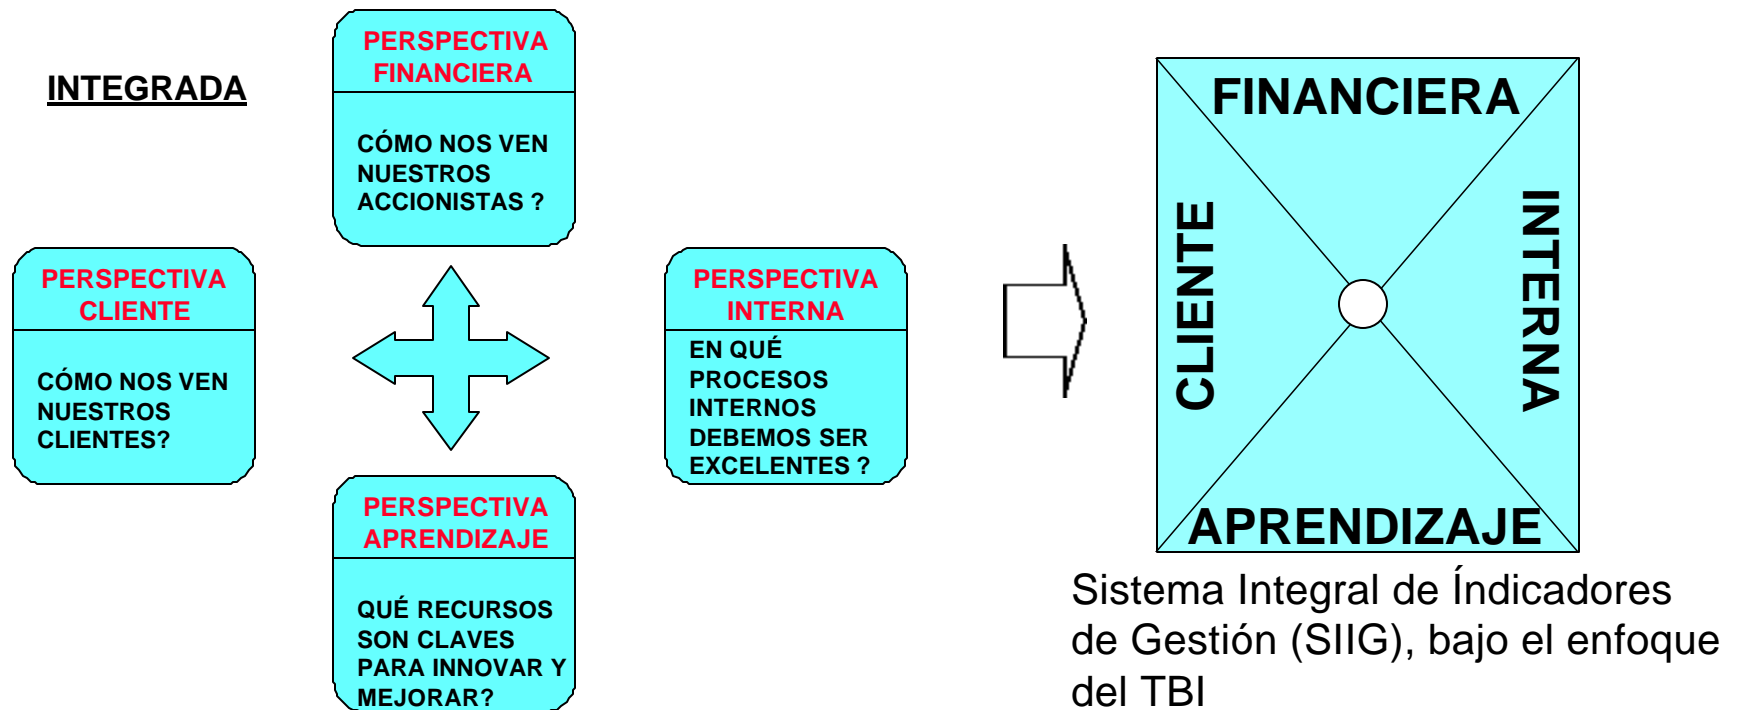 INTEGRADA
PERSPECTIVA
FINANCIERA
CÓMO NOS VEN
NUESTROS
ACCIONISTAS ?
PERSPECTIVA
CLIENTE
CÓMO NOS VEN
NUESTROS
CLIENTES?
PERSPECTIVA
INTERNA
EN QUÉ
PROCESOS
INTERNOS
DEBEMOS SER
EXCELENTES ?
PERSPECTIVA
APRENDIZAJE
QUÉ RECURSOS
SON CLAVES
PARA INNOVAR Y
MEJORAR?
FINANCIERA
CLIENTE
INTERNA
APRENDIZAJE
Sistema Integral de Índicadores
de Gestión (SIIG), bajo el enfoque
del TBI